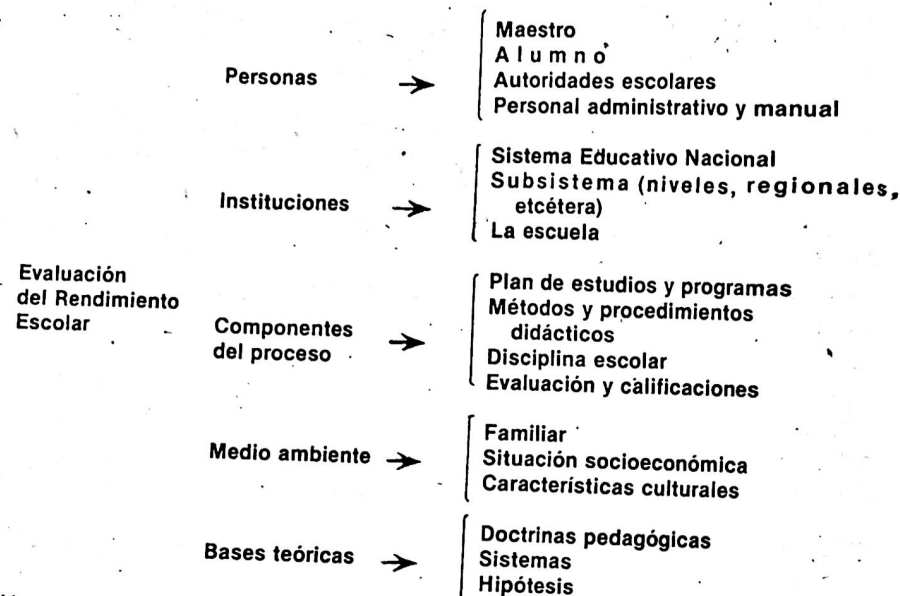 Maestro
Alumno
Personas → Autoridades escolares
Personal administrativo y manual
Sistema Educativo Nacional
Instituciones → Subsistema (niveles, regionales,
etcétera)
La escuela
Evaluación
del Rendimiento
Escolar
Componentes
del proceso →
Plan de estudios y programas
Métodos y procedimientos
didácticos
Disciplina escolar
Evaluación y calificaciones
Medio ambiente →
Familiar
Situación socioeconómica
Características culturales
Bases teóricas →
Doctrinas pedagógicas
Sistemas
Hipótesis